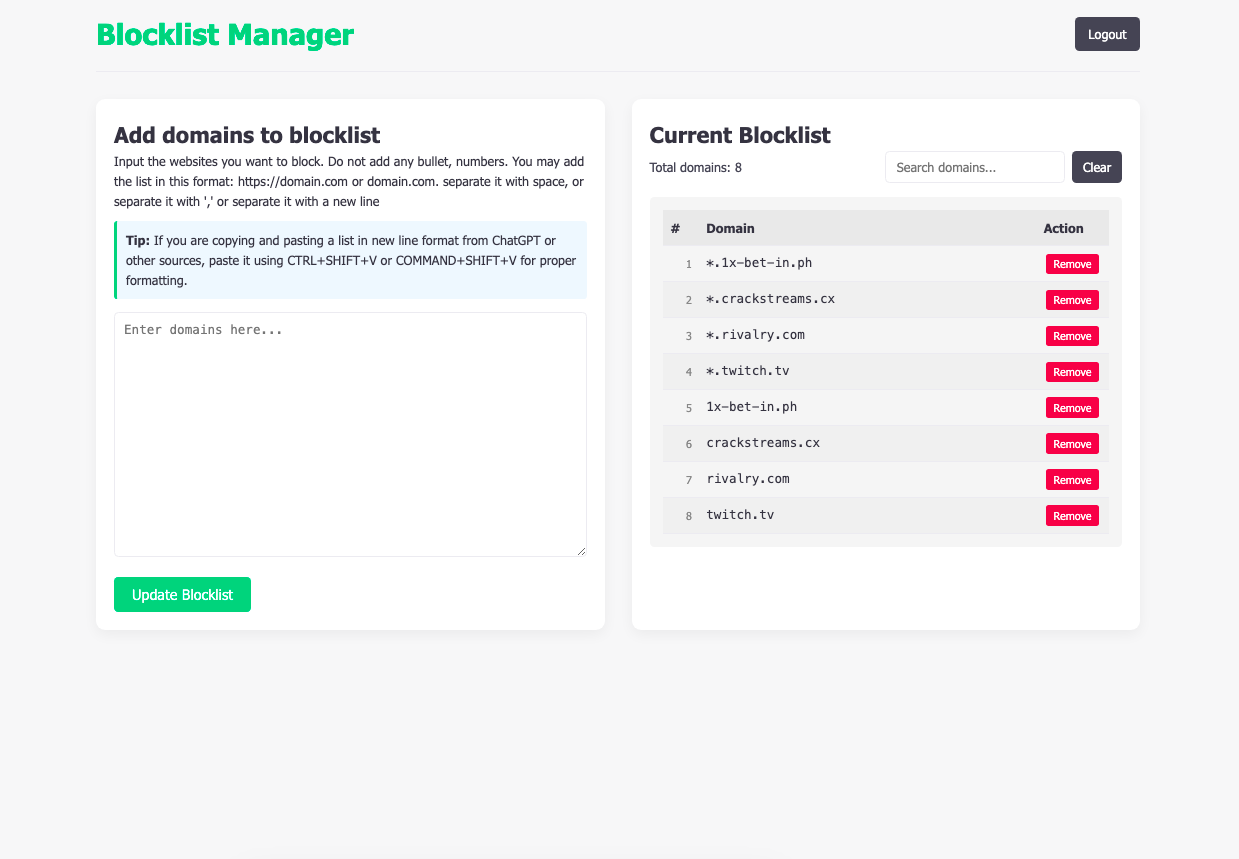 Blocklist Manager
Logout
Add domains to blocklist
Input the websites you want to block. Do not add any bullet, numbers. You may add
the list in this format: https://domain.com or domain.com. separate it with space, or
separate it with ',' or separate it with a new line
Tip: If you are copying and pasting a list in new line format from ChatGPT or
other sources, paste it using CTRL+SHIFT+V or COMMAND+SHIFT+V for proper
formatting.
Enter domains here...
Update Blocklist
Current Blocklist
Total domains: 8
Search domains...
Clear
# Domain Action
1 *.1x-bet-in.ph Remove
2 *.crackstreams.cx Remove
3 *.rivalry.com Remove
4 *.twitch.tv Remove
5 1x-bet-in.ph Remove
6 crackstreams.cx Remove
7 rivalry.com Remove
8 twitch.tv Remove